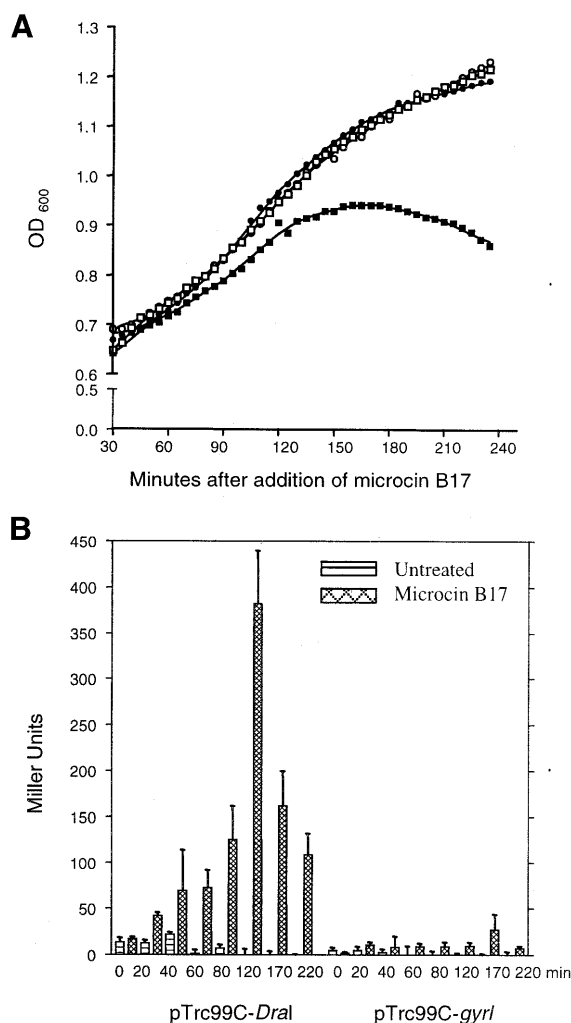 A
1.3
1.2
1.1
1.0
0.9
0.8
0.7
0.6
0.5
0.0
OD 600
30 60 90 120 150 180 210 240
Minutes after addition of microcin B17
B
450
400
350
300
250
200
150
100
50
0
Miller Units
Untreated
Microcin B17
0 20 40 60 80 120 170 220 0 20 40 60 80 120 170 220 min
pTrc99C-DraI pTrc99C-gyrI